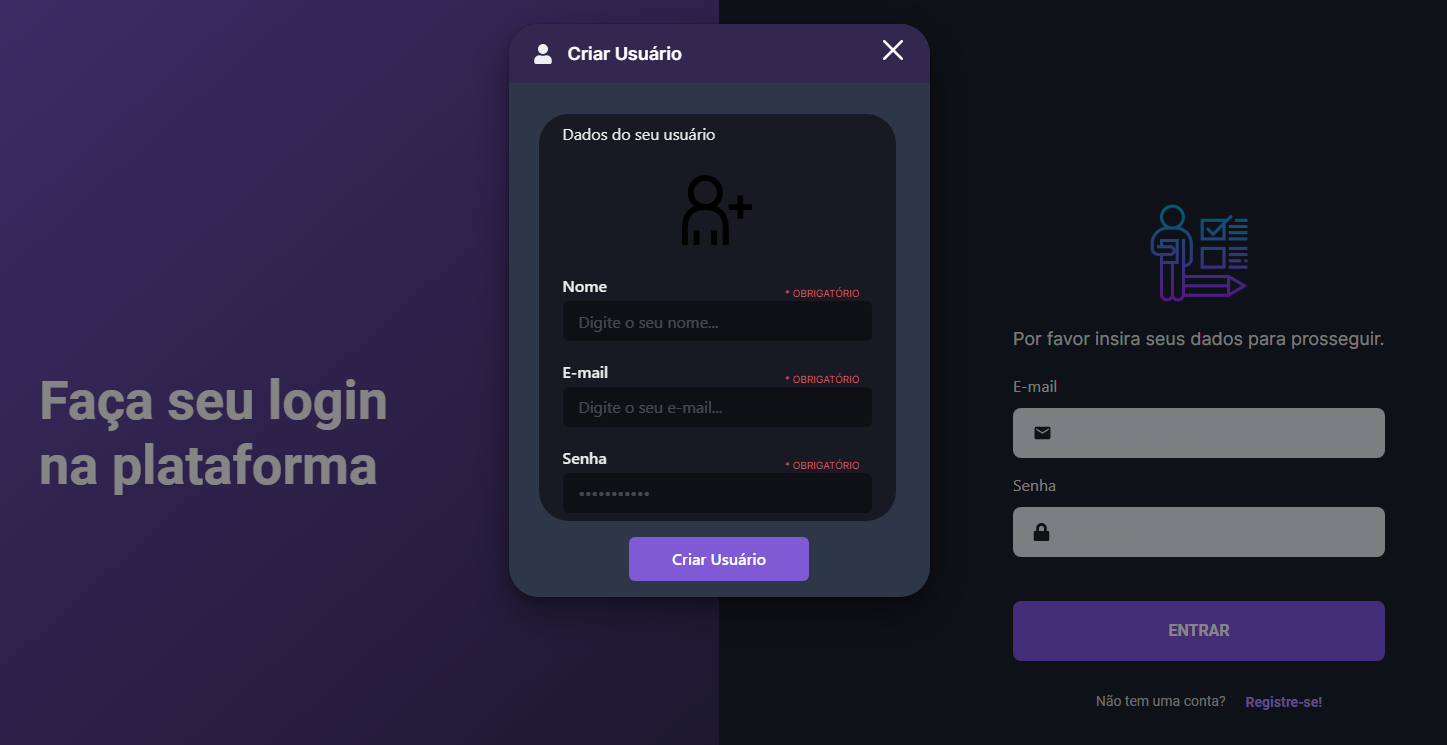 Faça seu login
na plataforma
Criar Usuário
Dados do seu usuário
Nome
* OBRIGATÓRIO
Digite o seu nome...
E-mail
* OBRIGATÓRIO
Digite o seu e-mail...
Senha
* OBRIGATÓRIO
•••••••••••
Criar Usuário
Por favor insira seus dados para prosseguir.
E-mail
Senha
ENTRAR
Não tem uma conta? Registre-se!